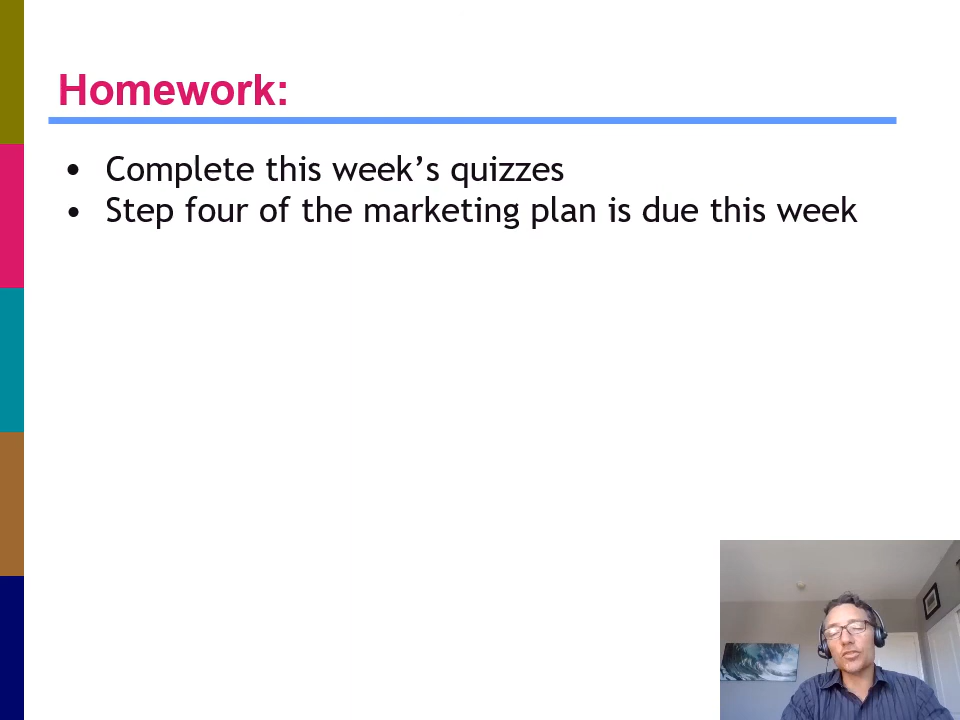 Homework:
• Complete this week’s quizzes
• Step four of the marketing plan is due this week